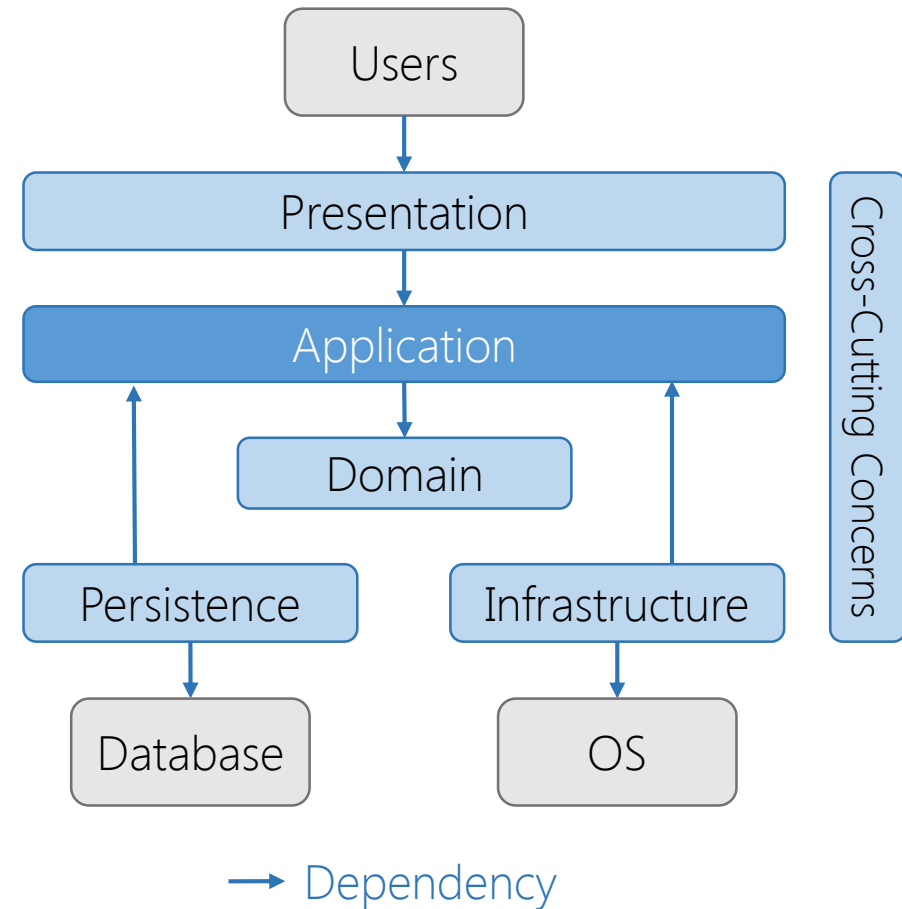 Users
Presentation
Application
Domain
Persistence
Infrastructure
Database
OS
Cross-Cutting Concerns
Dependency